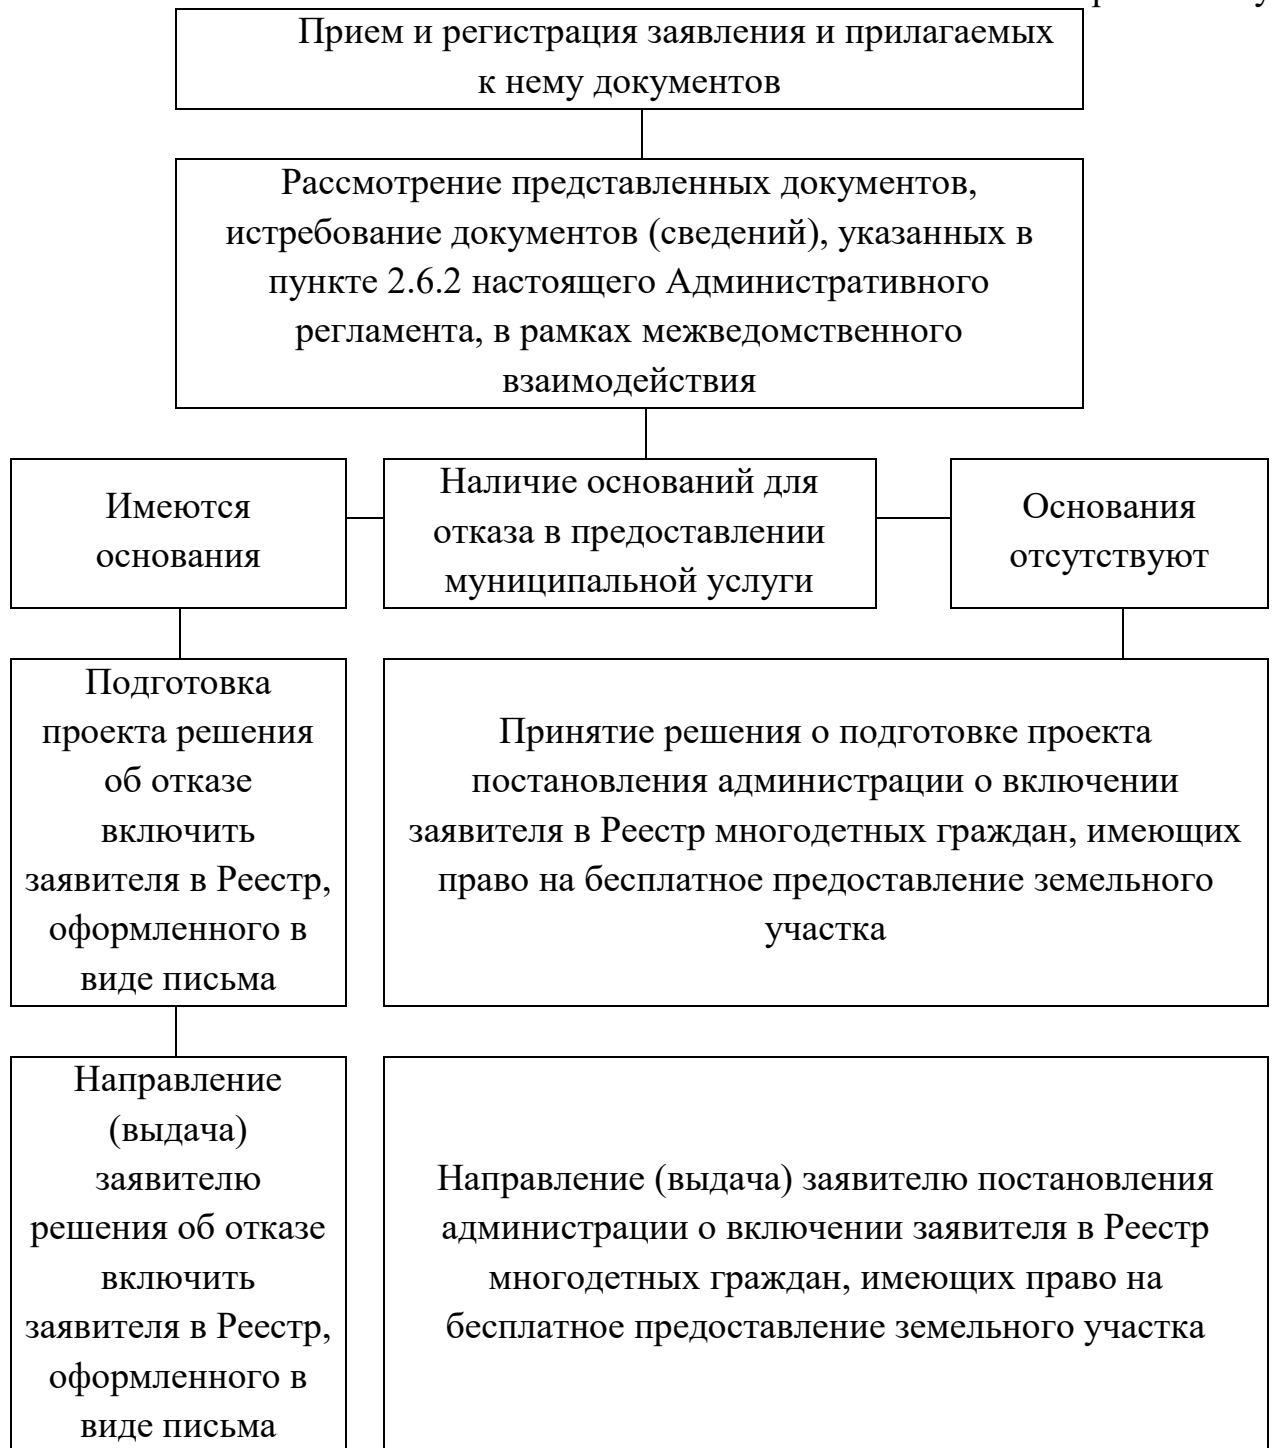 Прием и регистрация заявления и прилагаемых
к нему документов
Рассмотрение представленных документов,
истребование документов (сведений), указанных в
пункте 2.6.2 настоящего Административного
регламента, в рамках межведомственного
взаимодействия
Имеются
основания
Наличие оснований для
отказа в предоставлении
муниципальной услуги
Основания
отсутствуют
Подготовка
проекта решения
об отказе
включить
заявителя в Реестр,
оформленного в
виде письма
Принятие решения о подготовке проекта
постановления администрации о включении
заявителя в Реестр многодетных граждан, имеющих
право на бесплатное предоставление земельного
участка
Направление
(выдача)
заявителю
решения об отказе
включить
заявителя в Реестр,
оформленного в
виде письма
Направление (выдача) заявителю постановления
администрации о включении заявителя в Реестр
многодетных граждан, имеющих право на
бесплатное предоставление земельного участка